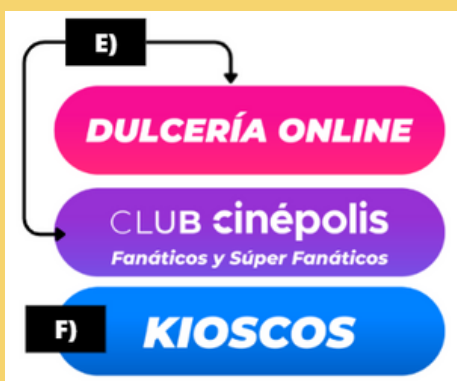 E)
DULCERÍA ONLINE
CLUB cinépolis
Fanáticos y Súper Fanáticos
F)
KIOSCOS